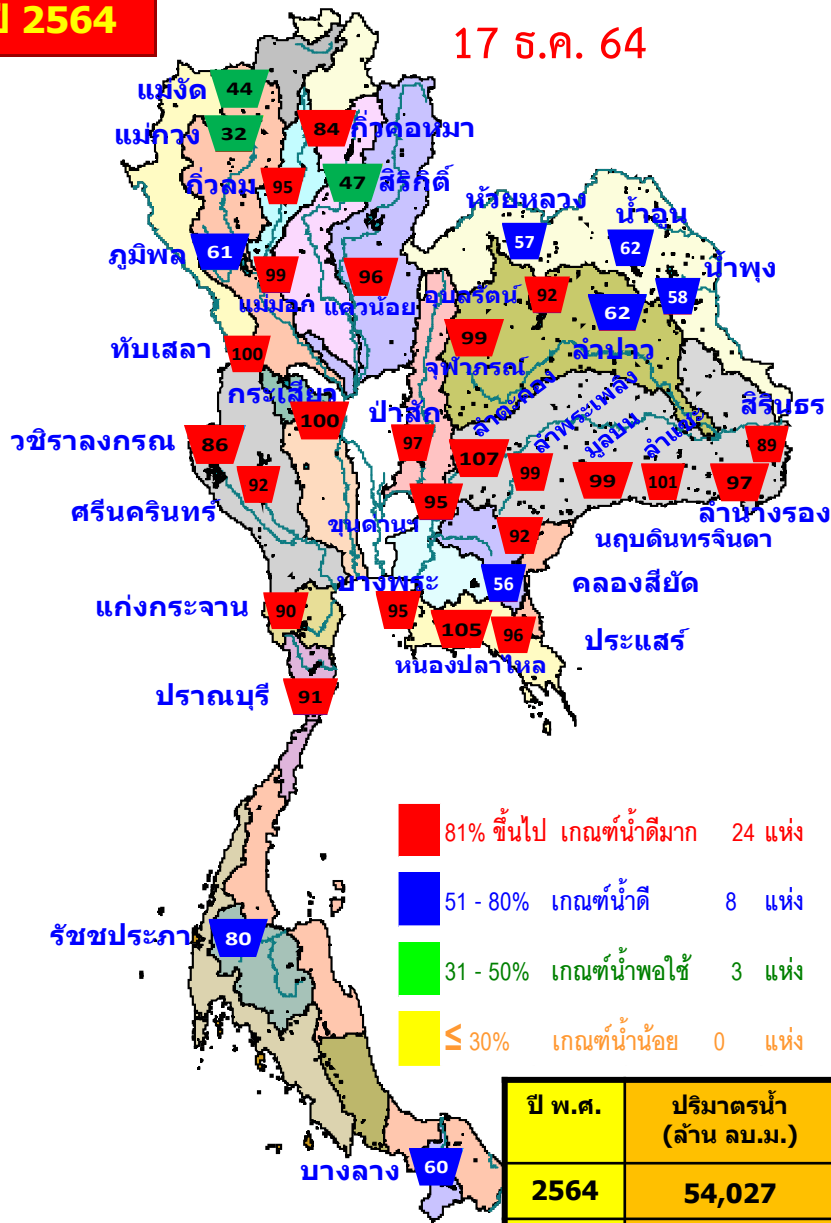 ปี 2564
17 ธ.ค. 64
แม่งัด 44
แม่กวง 32
84 กิ่วคอหมา
กิ่วลม 95
47 สิริกิติ์
ห้วยหลวง 57
น้ำอูน 62
น้ำพุง 58
ภูมิพล 61
99 แม่มอก
96 แควน้อย
อุบลรัตน์ 92
62 ลำปาว
99 จุฬาภรณ์
ทับเสลา 100
กระเสียว 100
ป่าสัก 97
ลำตะคอง 107
ลำพระเพลิง 99
มูลบน 99
ลำแชะ 101
สิรินธร 89
97 ลำนางรอง
วชิราลงกรณ 86
92 ศรีนครินทร์
95 ขุนด่านฯ
92 นฤบดินทรจินดา
บางพระ 95
56 คลองสียัด
แก่งกระจาน 90
105 หนองปลาไหล
96 ประแสร์
ปราณบุรี 91
81% ขึ้นไป เกณฑ์น้ำดีมาก 24 แห่ง
51 - 80% เกณฑ์น้ำดี 8 แห่ง
31 - 50% เกณฑ์น้ำพอใช้ 3 แห่ง
≤ 30% เกณฑ์น้ำน้อย 0 แห่ง
รัชชประภา 80
บางลาง 60
ปี พ.ศ. ปริมาตรน้ำ
(ล้าน ลบ.ม.)
2564 54,027